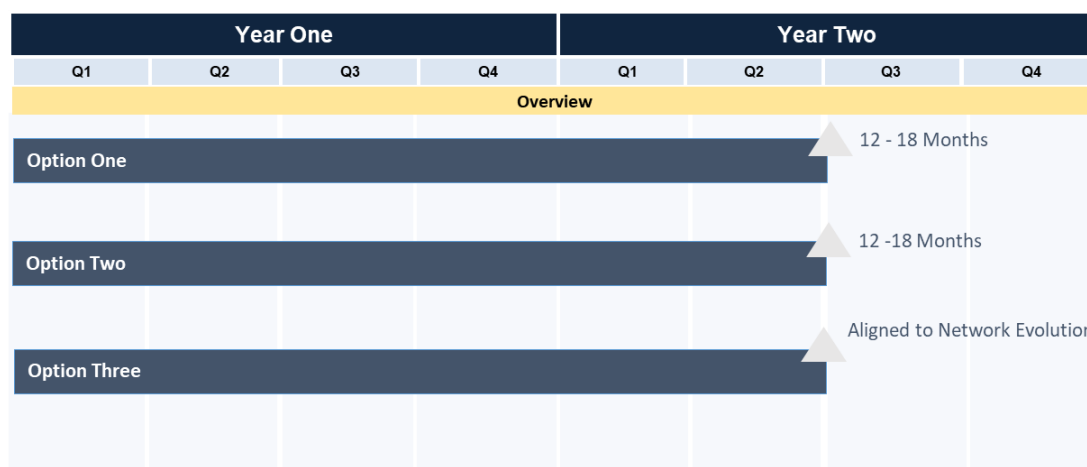 Year One
Year Two
Q1 Q2 Q3 Q4 Q1 Q2 Q3 Q4
Overview
12 - 18 Months
Option One
12 -18 Months
Option Two
Aligned to Network Evolution
Option Three